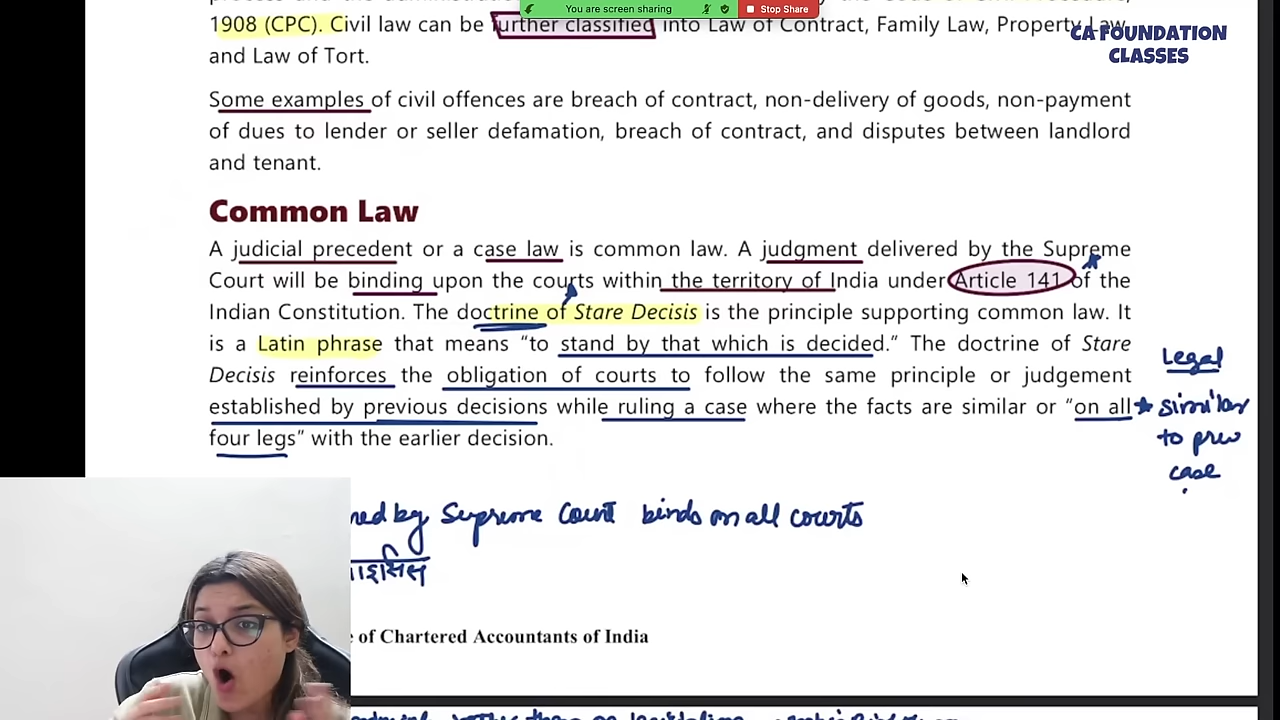 You are screen sharing Stop Share
1908 (CPC). Civil law can be further classified into Law of Contract, Family Law, Property Law,
and Law of Tort.
CA FOUNDATION
CLASSES
Some examples of civil offences are breach of contract, non-delivery of goods, non-payment
of dues to lender or seller defamation, breach of contract, and disputes between landlord
and tenant.
Common Law
A judicial precedent or a case law is common law. A judgment delivered by the Supreme
Court will be binding upon the courts within the territory of India under Article 141 of the
Indian Constitution. The doctrine of Stare Decisis is the principle supporting common law. It
is a Latin phrase that means “to stand by that which is decided.” The doctrine of Stare
Decisis reinforces the obligation of courts to follow the same principle or judgement
established by previous decisions while ruling a case where the facts are similar or “on all
four legs” with the earlier decision.
Legal
similar
to prev
case
by Supreme Court binds on all courts
of Chartered Accountants of India